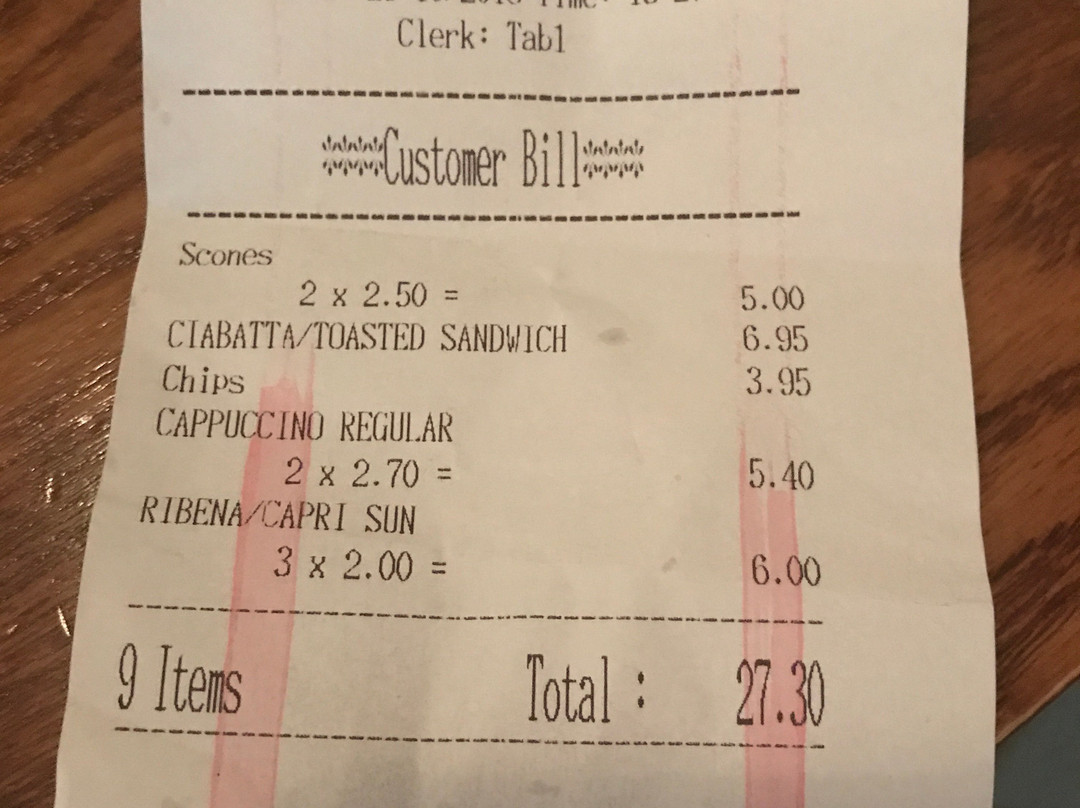 Clerk: Tab1
Customer Bill
Scones
2 x 2.50 = 5.00
CIABATTA/TOASTED SANDWICH 6.95
Chips 3.95
CAPPUCCINO REGULAR
2 x 2.70 = 5.40
RIBENA/CAPRI SUN
3 x 2.00 = 6.00
9 Items Total : 27.30